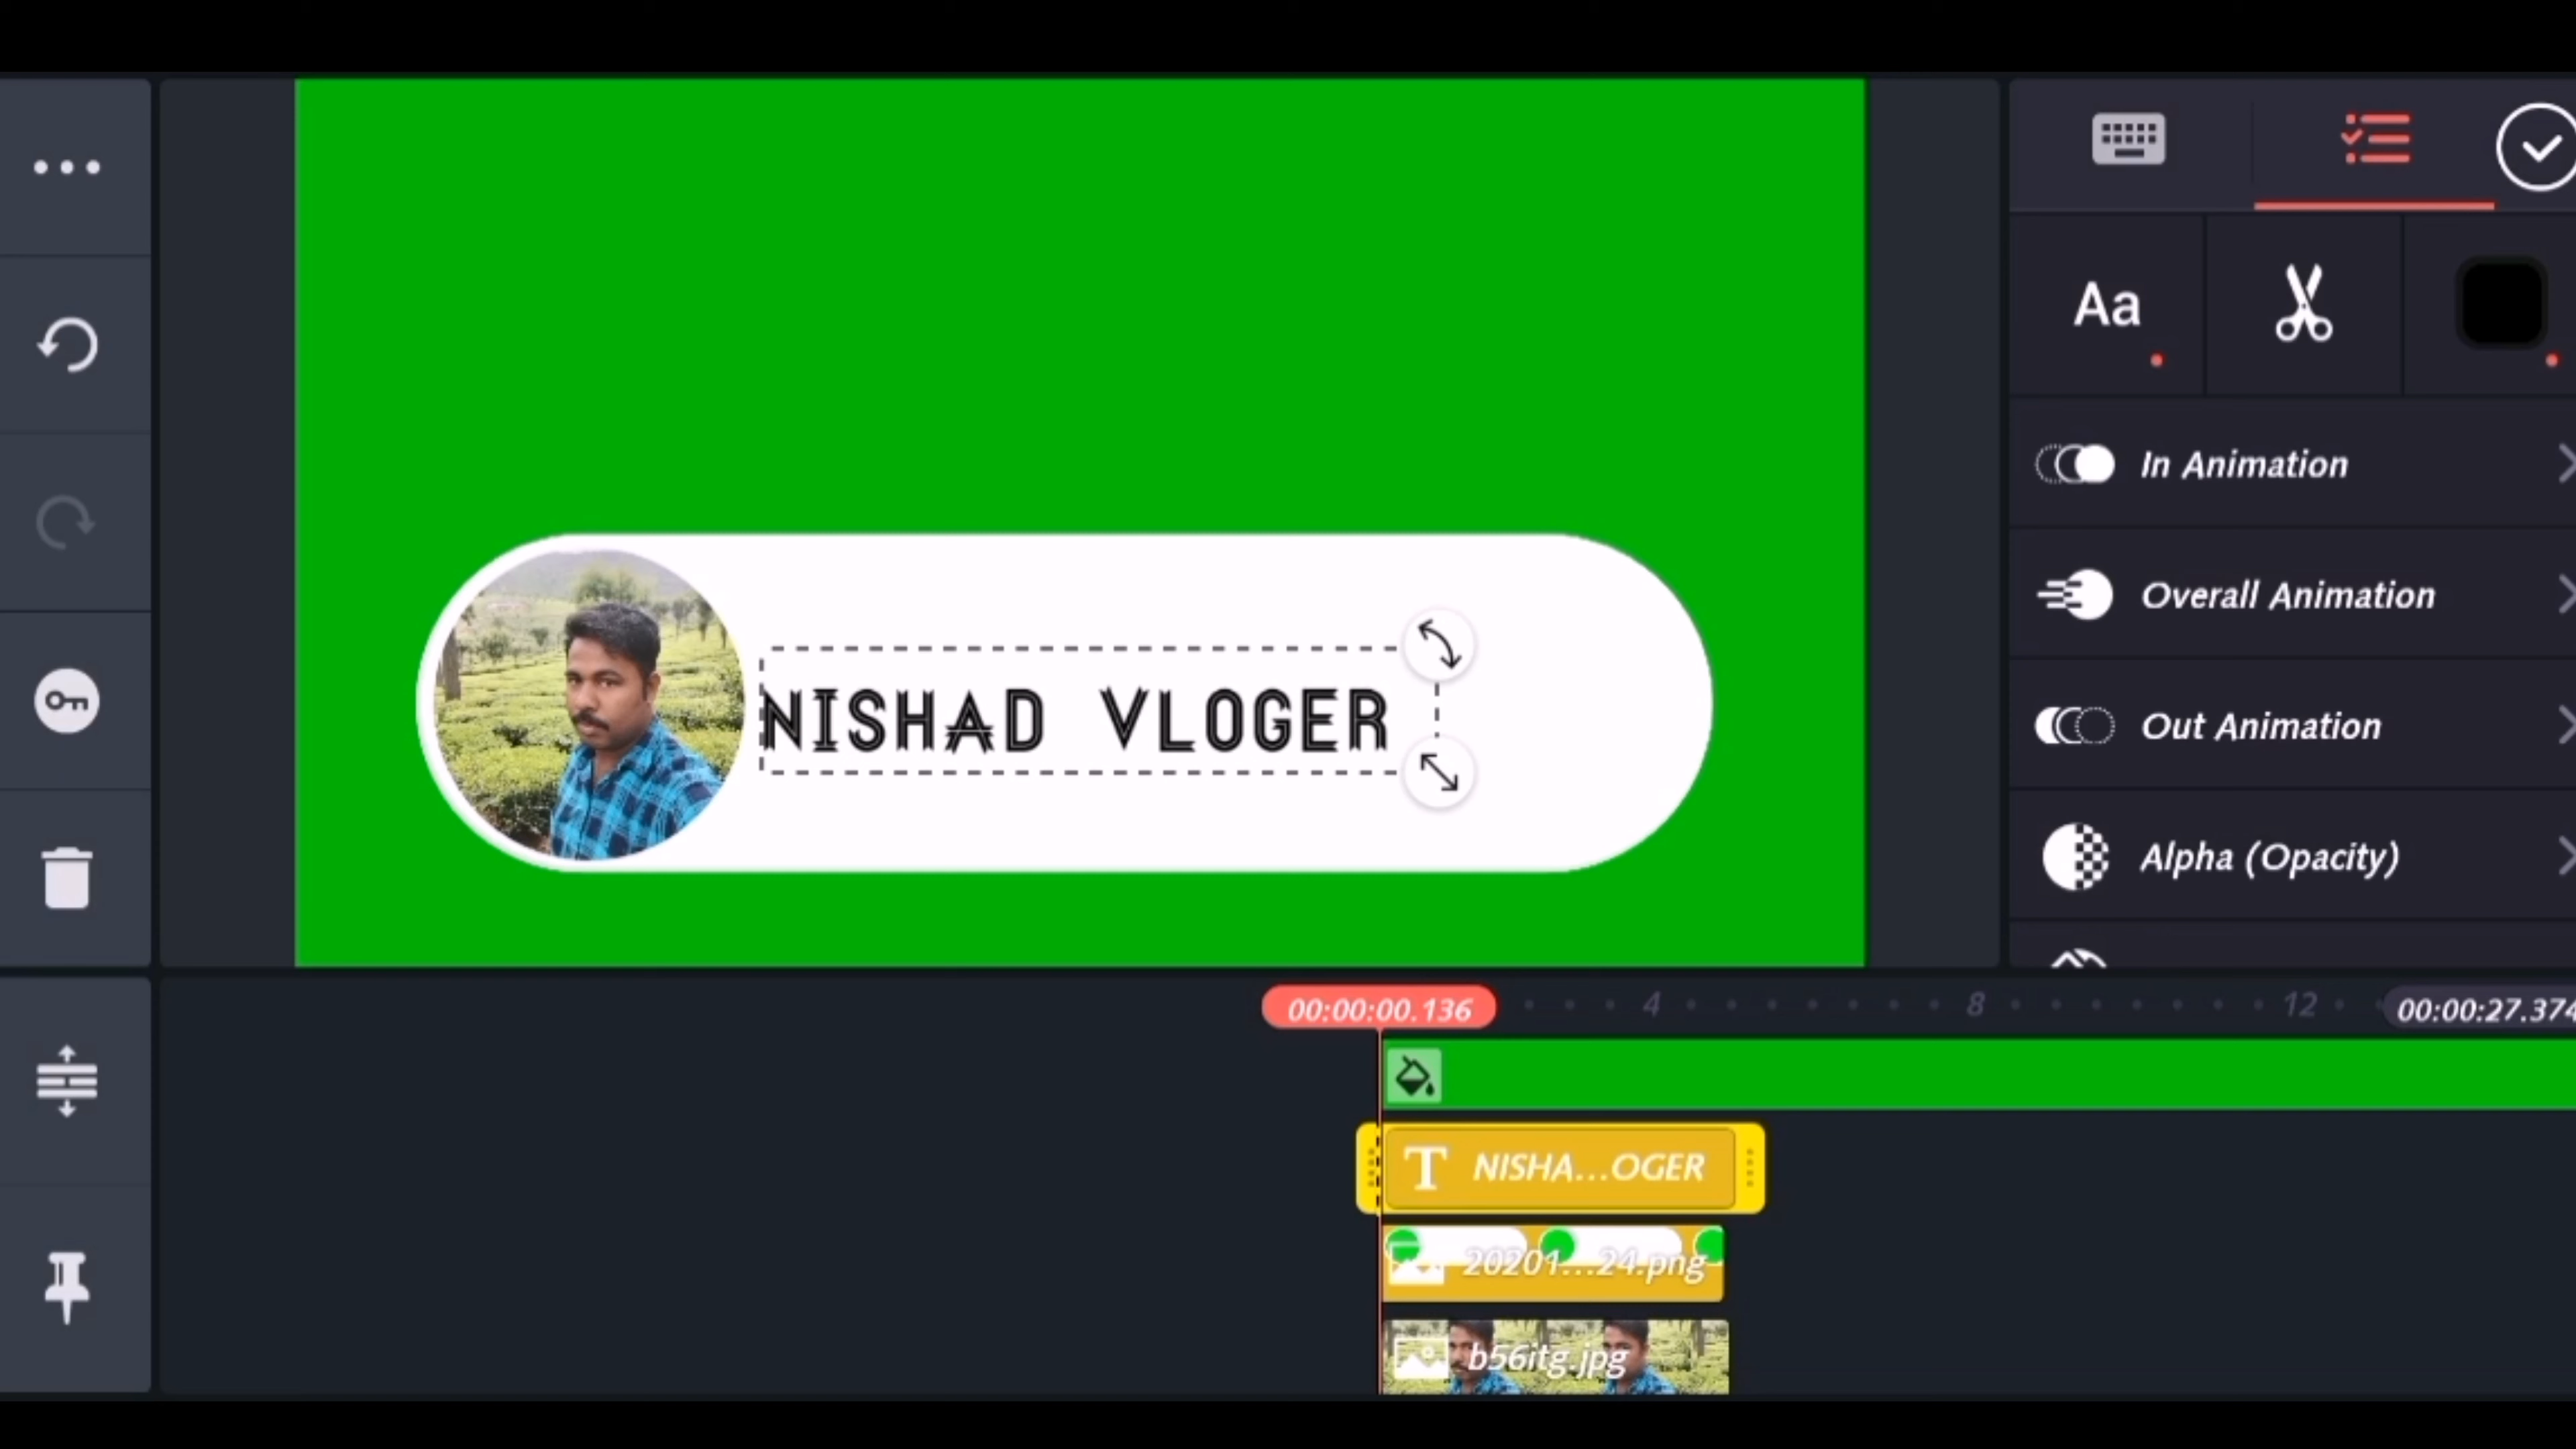 Aa
In Animation
Overall Animation
NISHAD VLOGER
Out Animation
Alpha (Opacity)
00:00:00.136
4
8
12
00:00:27.374
T NISHA...OGER
20201...24.png
b56itg.jpg